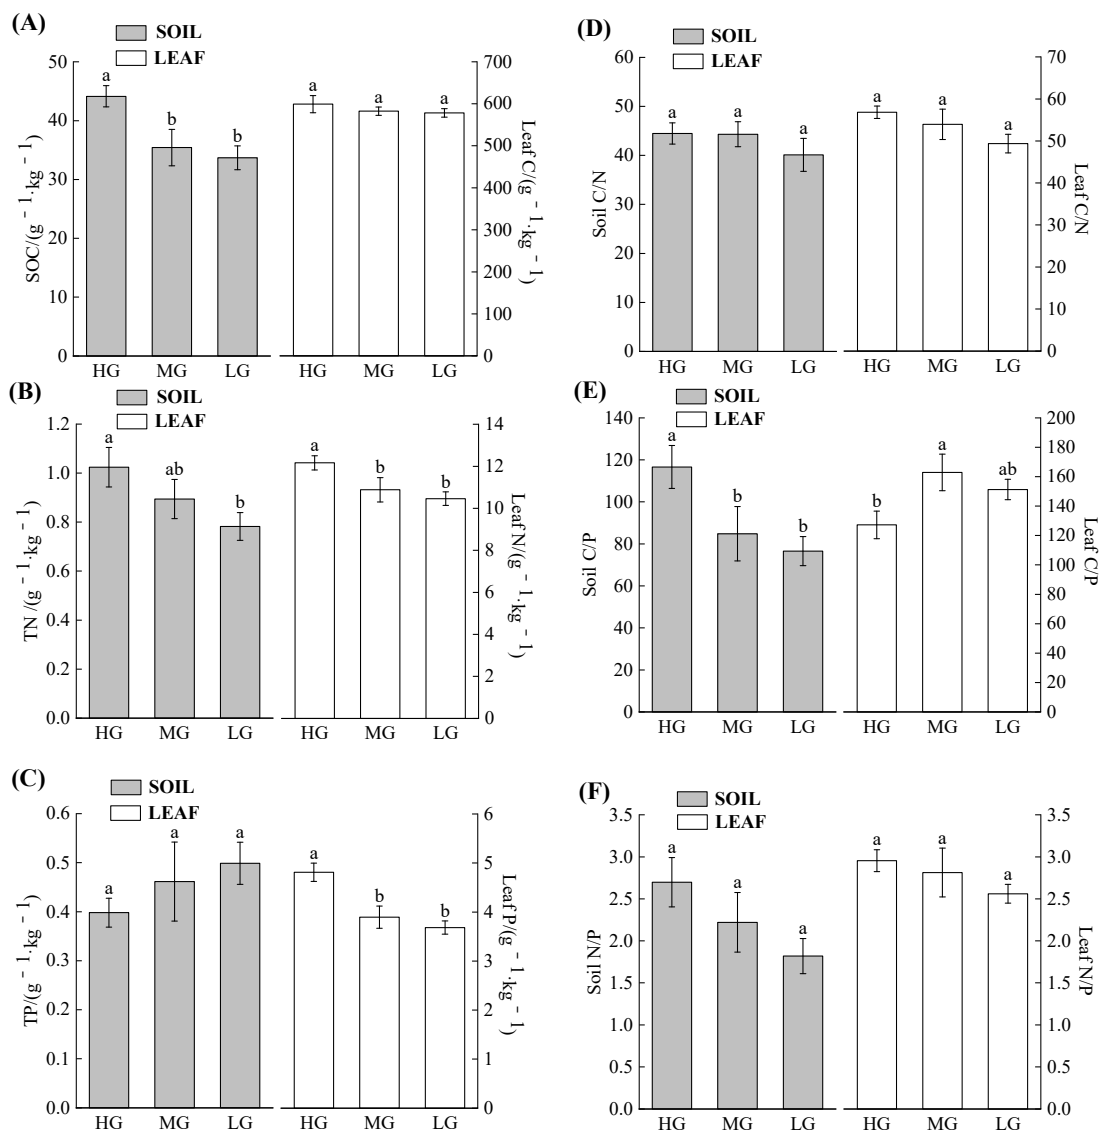 (A)
SOIL
LEAF
50
40
30
20
10
0
SOC/(g⁻¹·kg⁻¹)
a
b
b
a
a
a
700
600
500
400
300
200
100
0
Leaf C/(g⁻¹·kg⁻¹)
HG MG LG HG MG LG
(D)
SOIL
LEAF
60
50
40
30
20
10
0
Soil C/N
a
a
a
a
a
a
70
60
50
40
30
20
10
0
Leaf C/N
HG MG LG HG MG LG
(B)
SOIL
LEAF
1.2
1.0
0.8
0.6
0.4
0.2
0.0
TN /(g⁻¹·kg⁻¹)
a
ab
b
a
b
b
14
12
10
8
6
4
2
0
Leaf N/(g⁻¹·kg⁻¹)
HG MG LG HG MG LG
(E)
SOIL
LEAF
140
120
100
80
60
40
20
0
Soil C/P
a
b
b
b
a
ab
200
180
160
140
120
100
80
60
40
20
0
Leaf C/P
HG MG LG HG MG LG
(C)
SOIL
LEAF
0.6
0.5
0.4
0.3
0.2
0.1
0.0
TP/(g⁻¹·kg⁻¹)
a
a
a
a
b
b
6
5
4
3
2
1
0
Leaf P/(g⁻¹·kg⁻¹)
HG MG LG HG MG LG
(F)
SOIL
LEAF
3.5
3.0
2.5
2.0
1.5
1.0
0.5
0.0
Soil N/P
a
a
a
a
a
a
3.5
3.0
2.5
2.0
1.5
1.0
0.5
0.0
Leaf N/P
HG MG LG HG MG LG